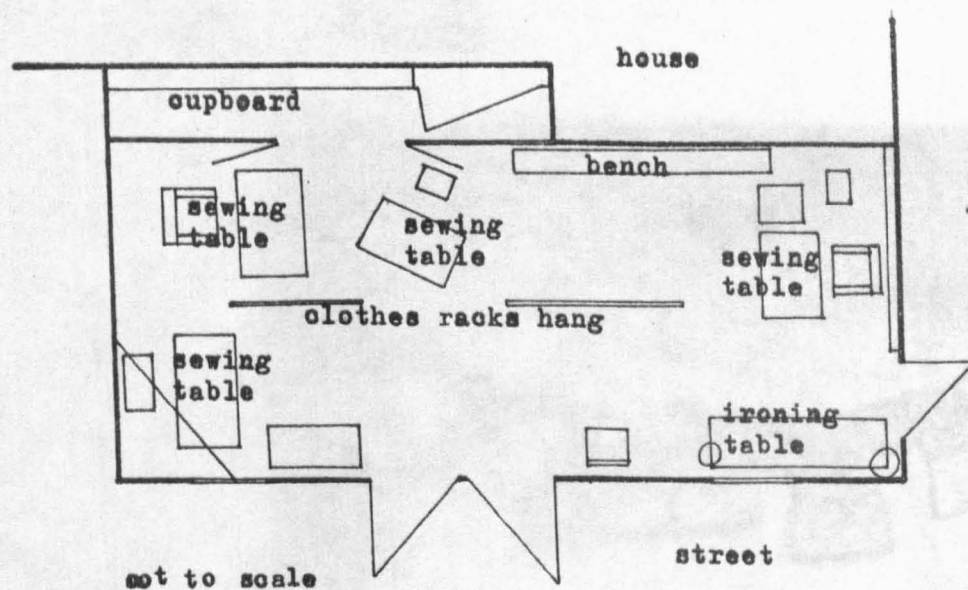 house
cupboard
bench
sewing
table
sewing
table
sewing
table
clothes racks hang
sewing
table
ironing
table
street
not to scale